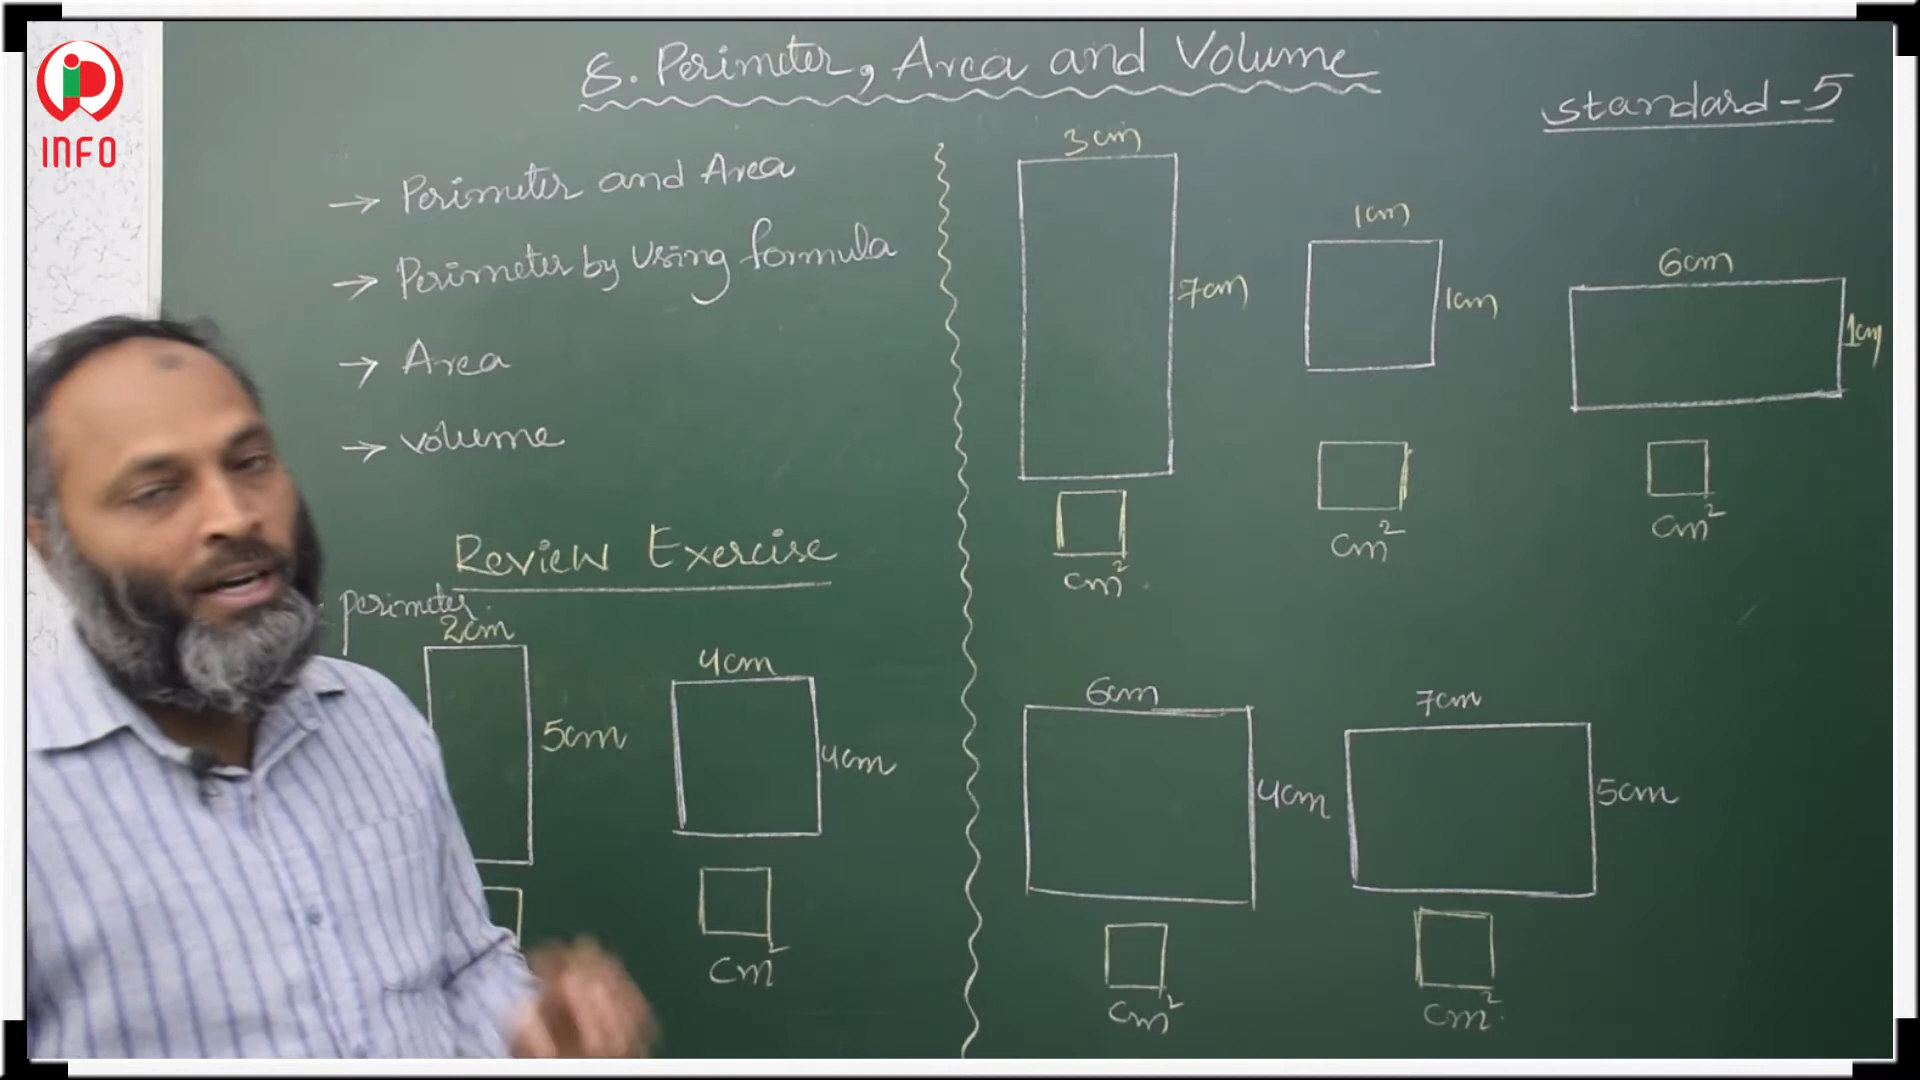 INFO
8. Perimeter, Area and Volume
standard-5
→ Perimeter and Area
→ Perimeter by Using formula
→ Area
→ Volume
Review Exercise
perimeter
2cm
5cm
4cm
4cm
cm²
3cm
7cm
cm²
1cm
1cm
cm²
6cm
1cm
cm²
6cm
4cm
cm²
7cm
5cm
cm²